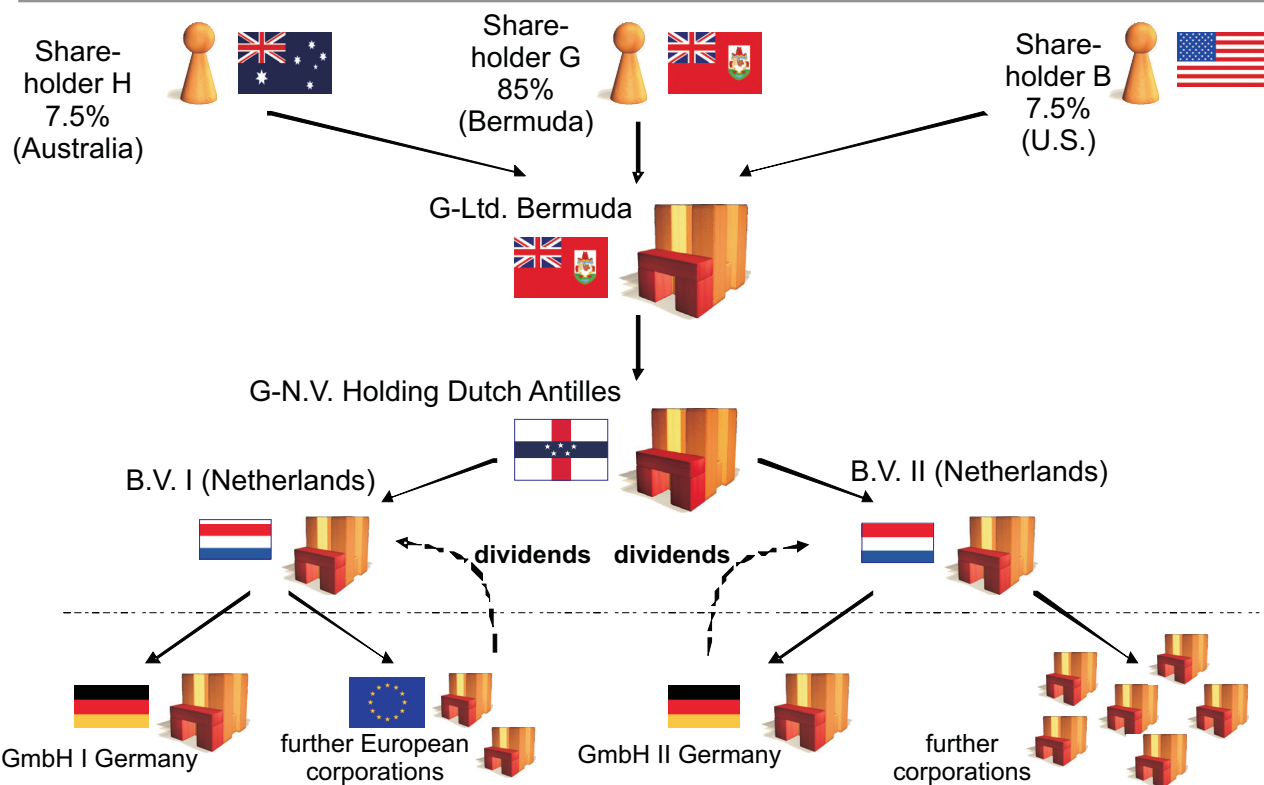 Share-
holder H
7.5%
(Australia)
Share-
holder G
85%
(Bermuda)
Share-
holder B
7.5%
(U.S.)
G-Ltd. Bermuda
G-N.V. Holding Dutch Antilles
B.V. I (Netherlands)
B.V. II (Netherlands)
dividends dividends
GmbH I Germany
further European
corporations
GmbH II Germany
further
corporations